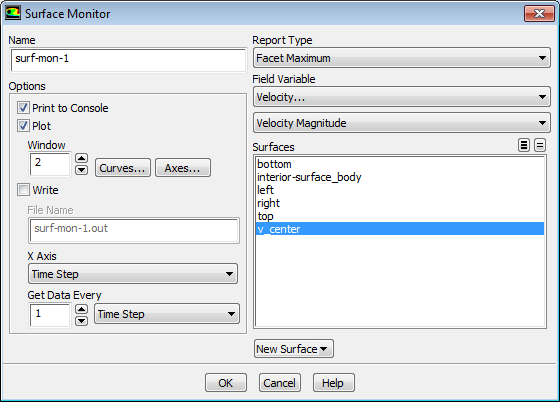 Surface Monitor
Name
surf-mon-1
Options
Print to Console
Plot
Window
2
Curves...
Axes...
Write
File Name
surf-mon-1.out
X Axis
Time Step
Get Data Every
1
Time Step
Report Type
Facet Maximum
Field Variable
Velocity...
Velocity Magnitude
Surfaces
bottom
interior-surface_body
left
right
top
v_center
New Surface
OK
Cancel
Help